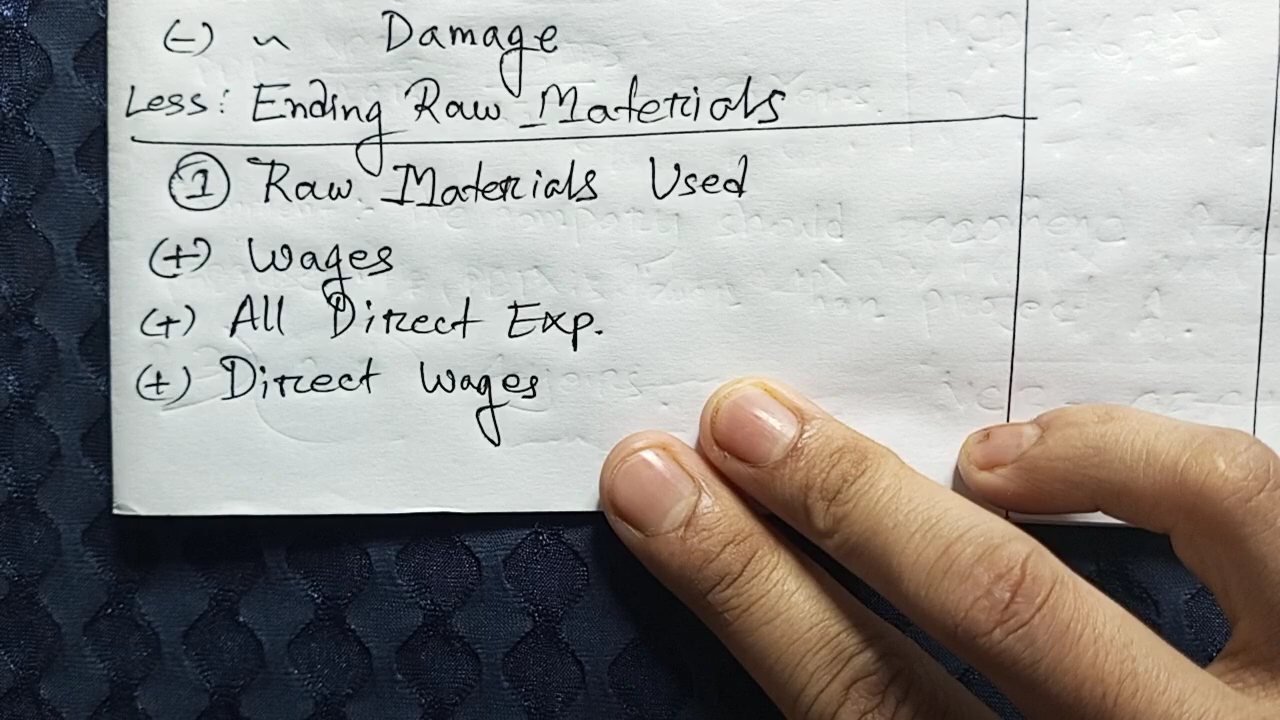 (-) " Damage
Less: Ending Raw Materials
① Raw Materials Used
(+) Wages
(+) All Direct Exp.
(+) Direct Wages